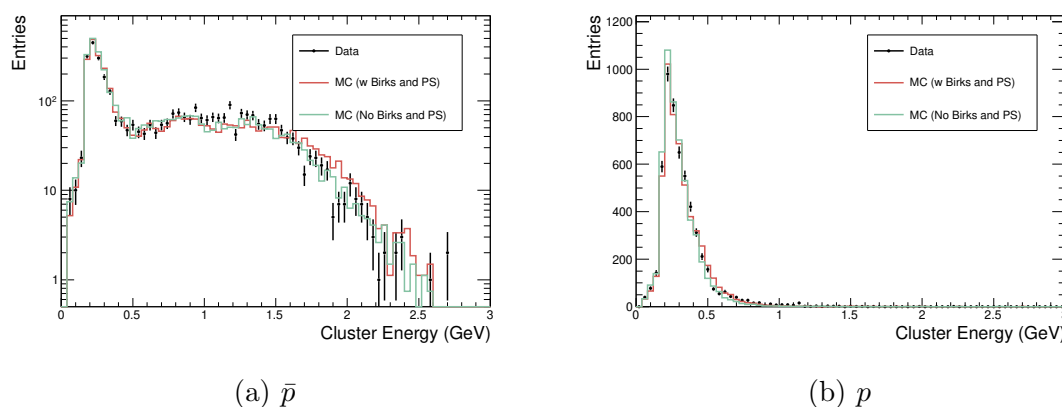 Entries
10²
10
1
0 0.5 1 1.5 2 2.5 3
Cluster Energy (GeV)
Data
MC (w Birks and PS)
MC (No Birks and PS)
(a) p̄
Entries
1200
1000
800
600
400
200
0
0 0.5 1 1.5 2 2.5 3
Cluster Energy (GeV)
Data
MC (w Birks and PS)
MC (No Birks and PS)
(b) p